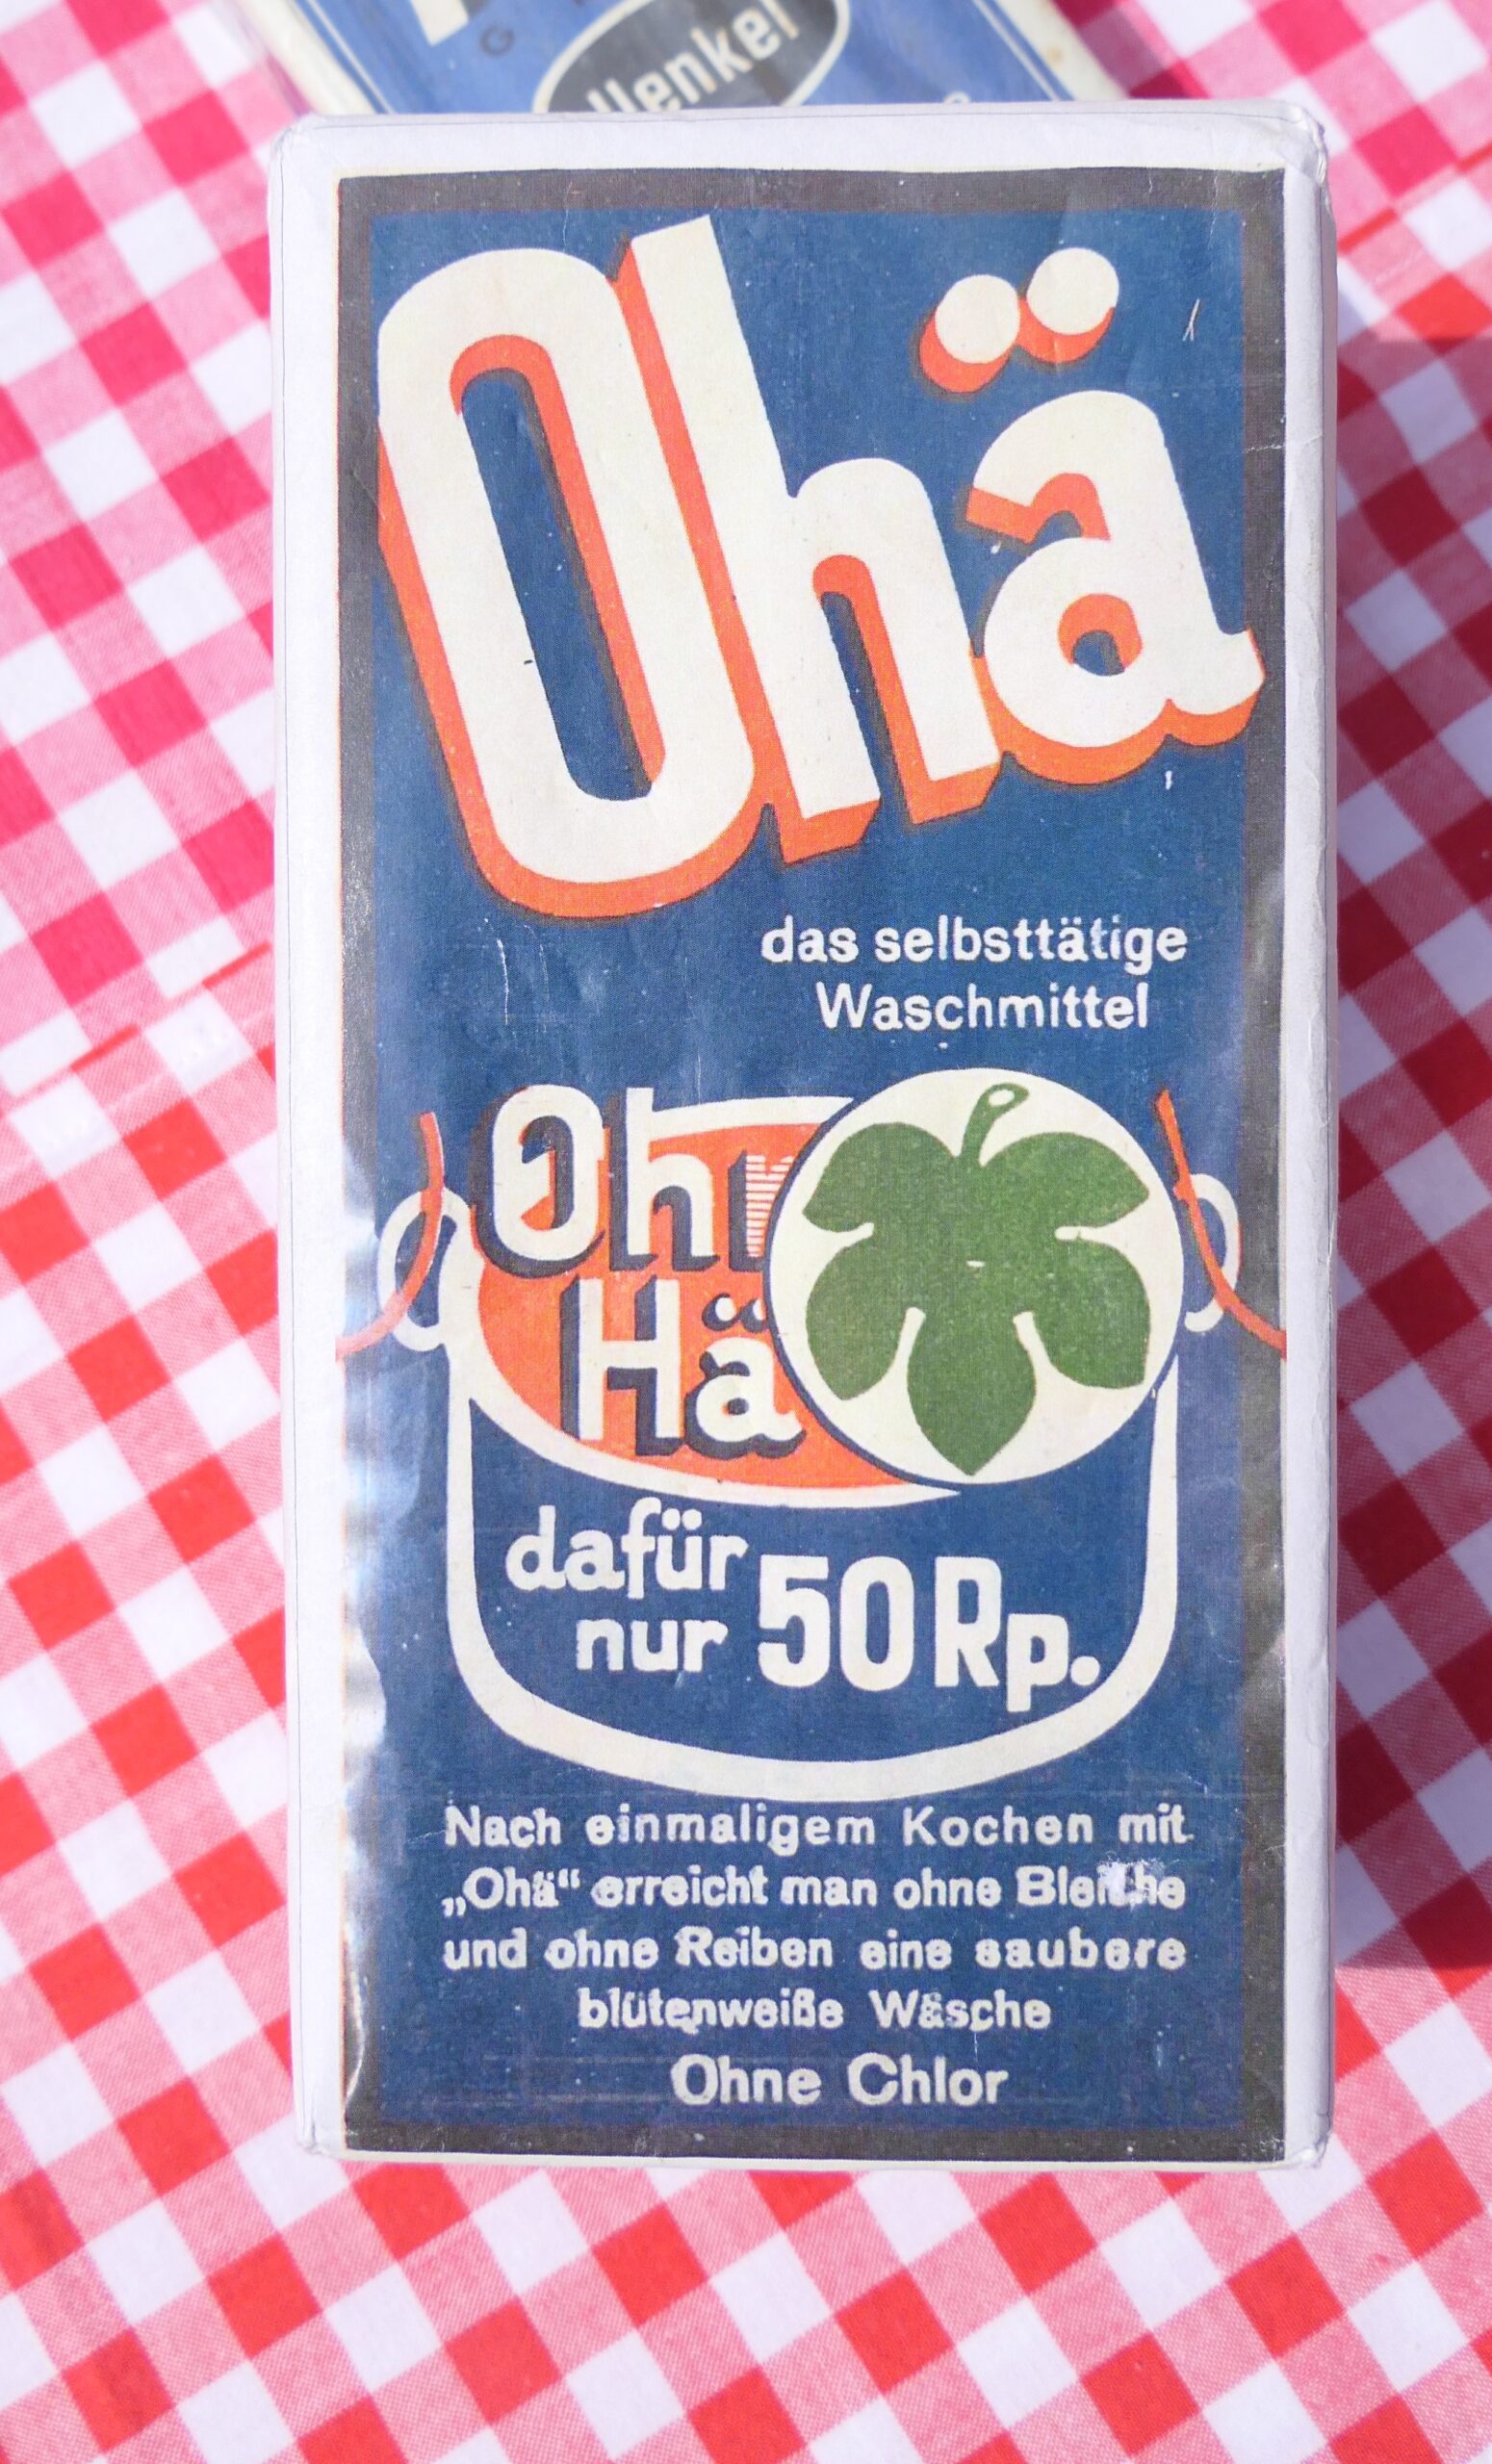 Henkel
Ohä
das selbsttätige
Waschmittel
Oh
Hä
dafür
nur 50 Rp.
Nach einmaligem Kochen mit
„Ohä“ erreicht man ohne Bleiche
und ohne Reiben eine saubere
blütenweiße Wäsche
Ohne Chlor